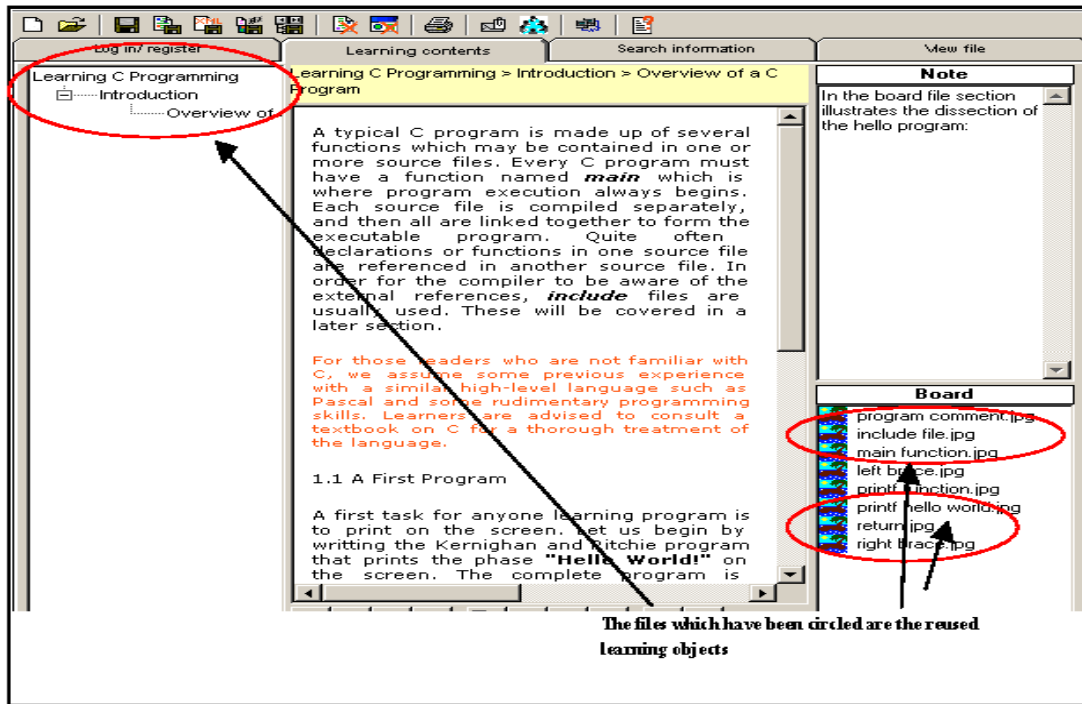 Log in/ register
Learning contents
Search information
View file
Learning C Programming
Introduction
Overview of
Learning C Programming > Introduction > Overview of a C
Program
A typical C program is made up of several
functions which may be contained in one or
more source files. Every C program must
have a function named main which is
where program execution always begins.
Each source file is compiled separately,
and then all are linked together to form the
executable program. Quite often
declarations or functions in one source file
are referenced in another source file. In
order for the compiler to be aware of the
external references, include files are
usually used. These will be covered in a
later section.
For those readers who are not familiar with
C, we assume some previous experience
with a similar high-level language such as
Pascal and some rudimentary programming
skills. Learners are advised to consult a
textbook on C for a thorough treatment of
the language.
1.1 A First Program
A first task for anyone learning program is
to print on the screen. Let us begin by
writting the Kernighan and Ritchie program
that prints the phase "Hello World!" on
the screen. The complete program is
Note
In the board file section
illustrates the dissection of
the hello program:
Board
program comment.jpg
include file.jpg
main function.jpg
left brace.jpg
printf function.jpg
printf hello world.jpg
return.jpg
right brace.jpg
The files which have been circled are the reused
learning objects